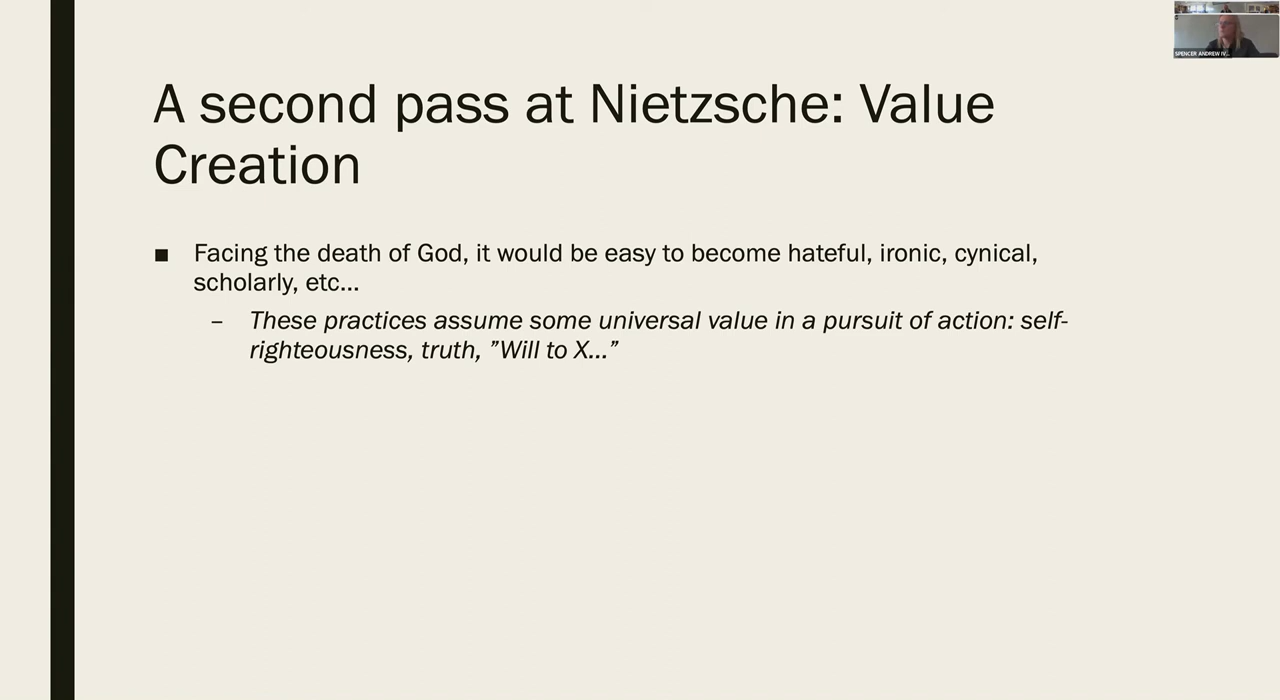 A second pass at Nietzsche: Value
Creation
■ Facing the death of God, it would be easy to become hateful, ironic, cynical,
scholarly, etc…
– These practices assume some universal value in a pursuit of action: self-
righteousness, truth, ”Will to X…”
SPENCER ANDREW IV...